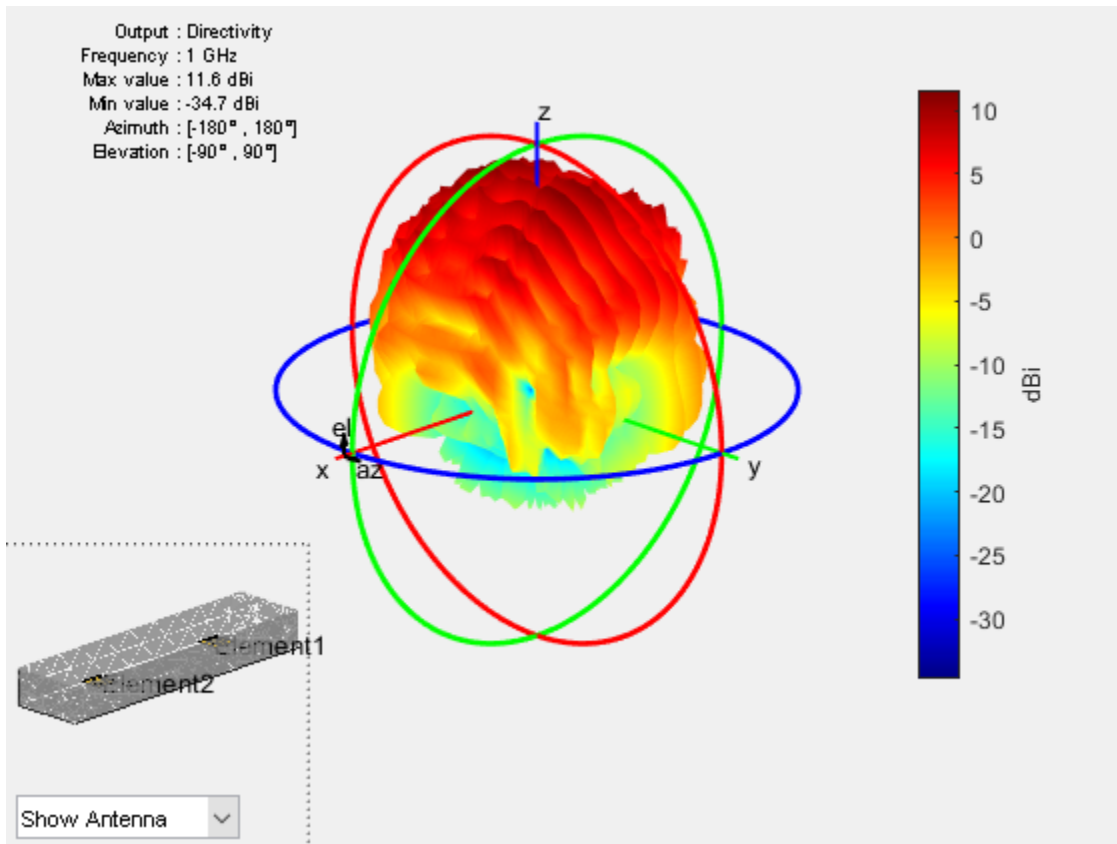 Output : Directivity
Frequency : 1 GHz
Max value : 11.6 dBi
Min value : -34.7 dBi
Azimuth : [-180° , 180°]
Elevation : [-90° , 90°]
z
10
5
0
-5
-10
-15
-20
-25
-30
dBi
el
x
az
y
Element1
Element2
Show Antenna